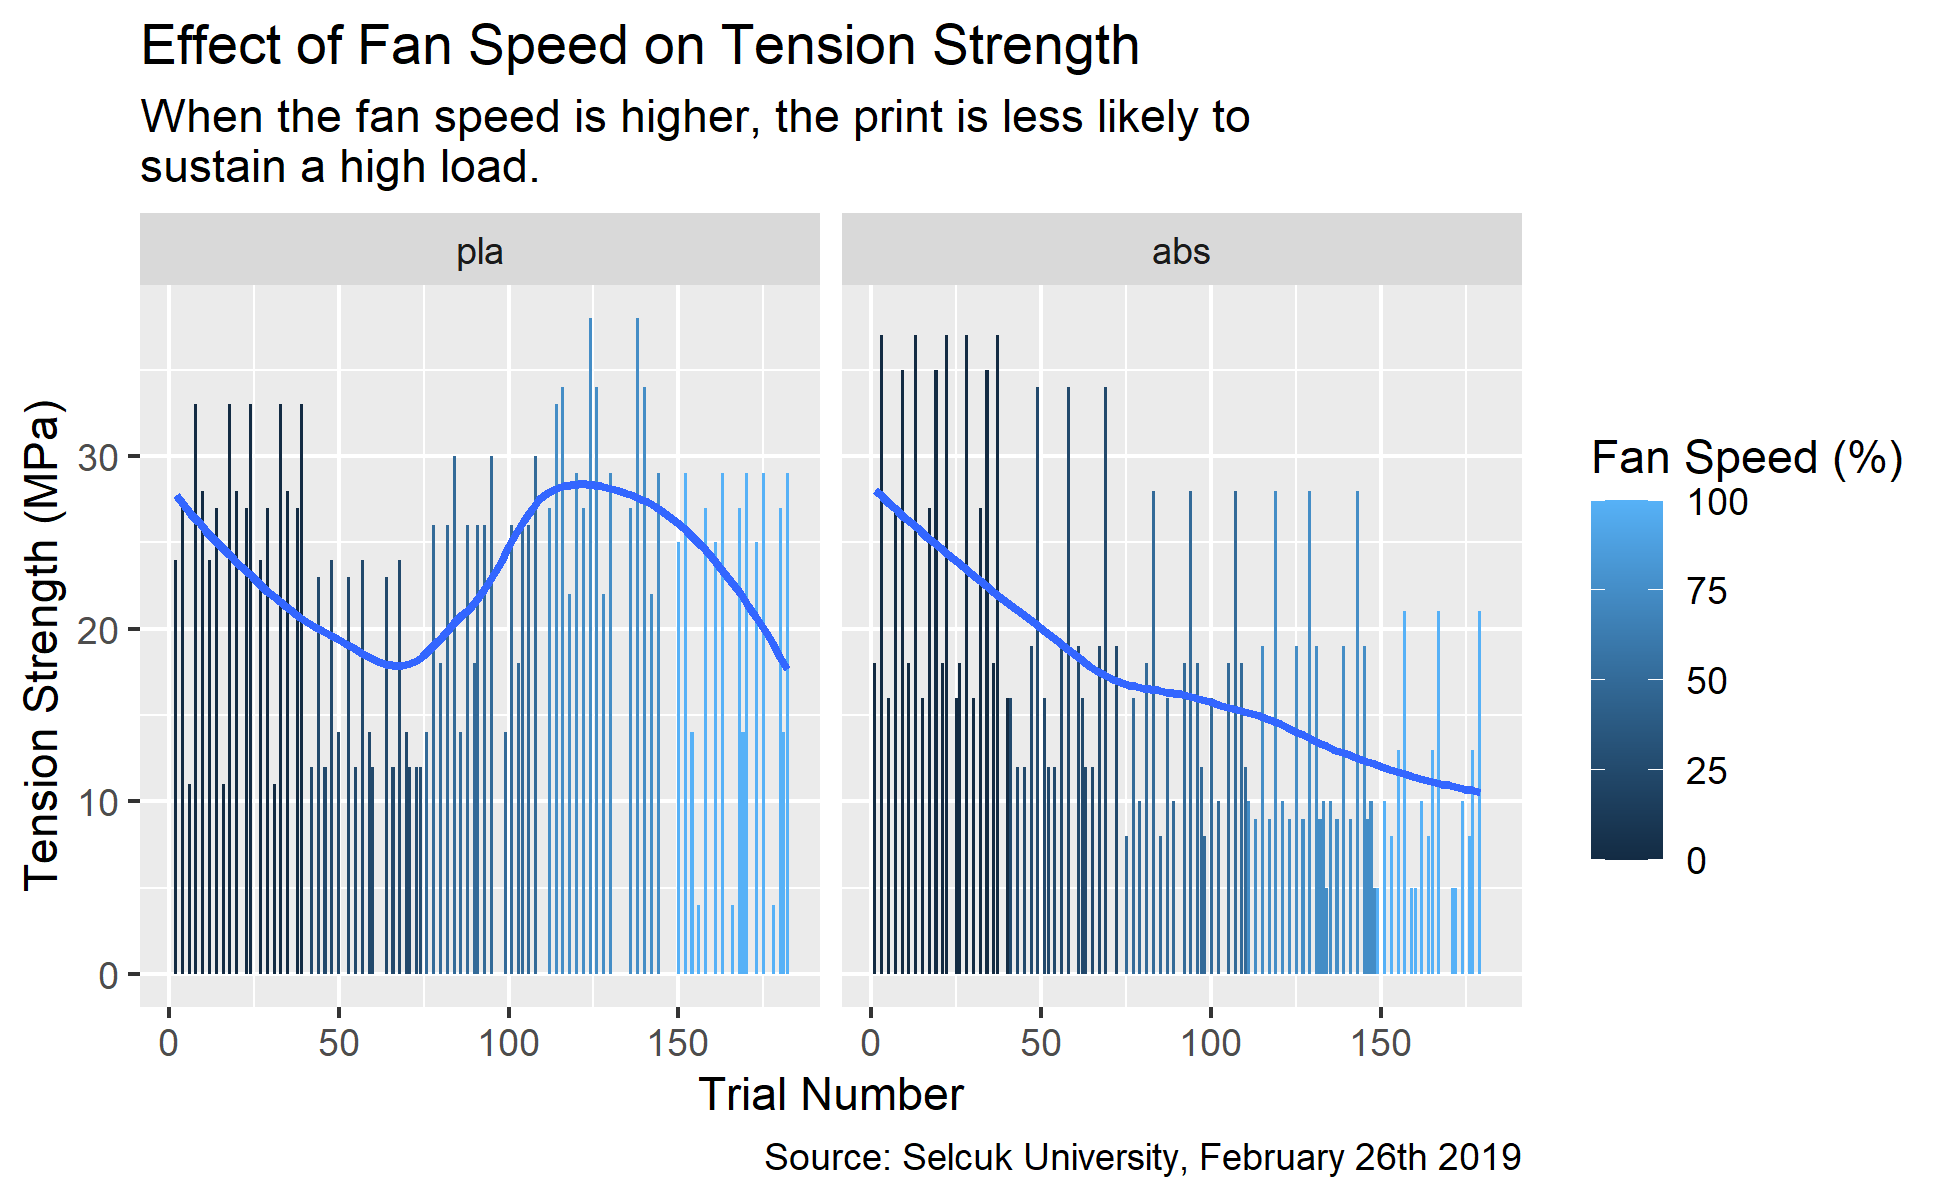 Effect of Fan Speed on Tension Strength
When the fan speed is higher, the print is less likely to
sustain a high load.
pla
abs
Tension Strength (MPa)
30
20
10
0
0
50
100
150
0
50
100
150
Trial Number
Fan Speed (%)
100
75
50
25
0
Source: Selcuk University, February 26th 2019